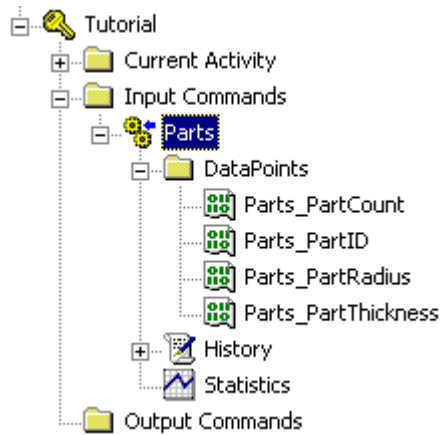 Tutorial
Current Activity
Input Commands
Parts
DataPoints
Parts_PartCount
Parts_PartID
Parts_PartRadius
Parts_PartThickness
History
Statistics
Output Commands